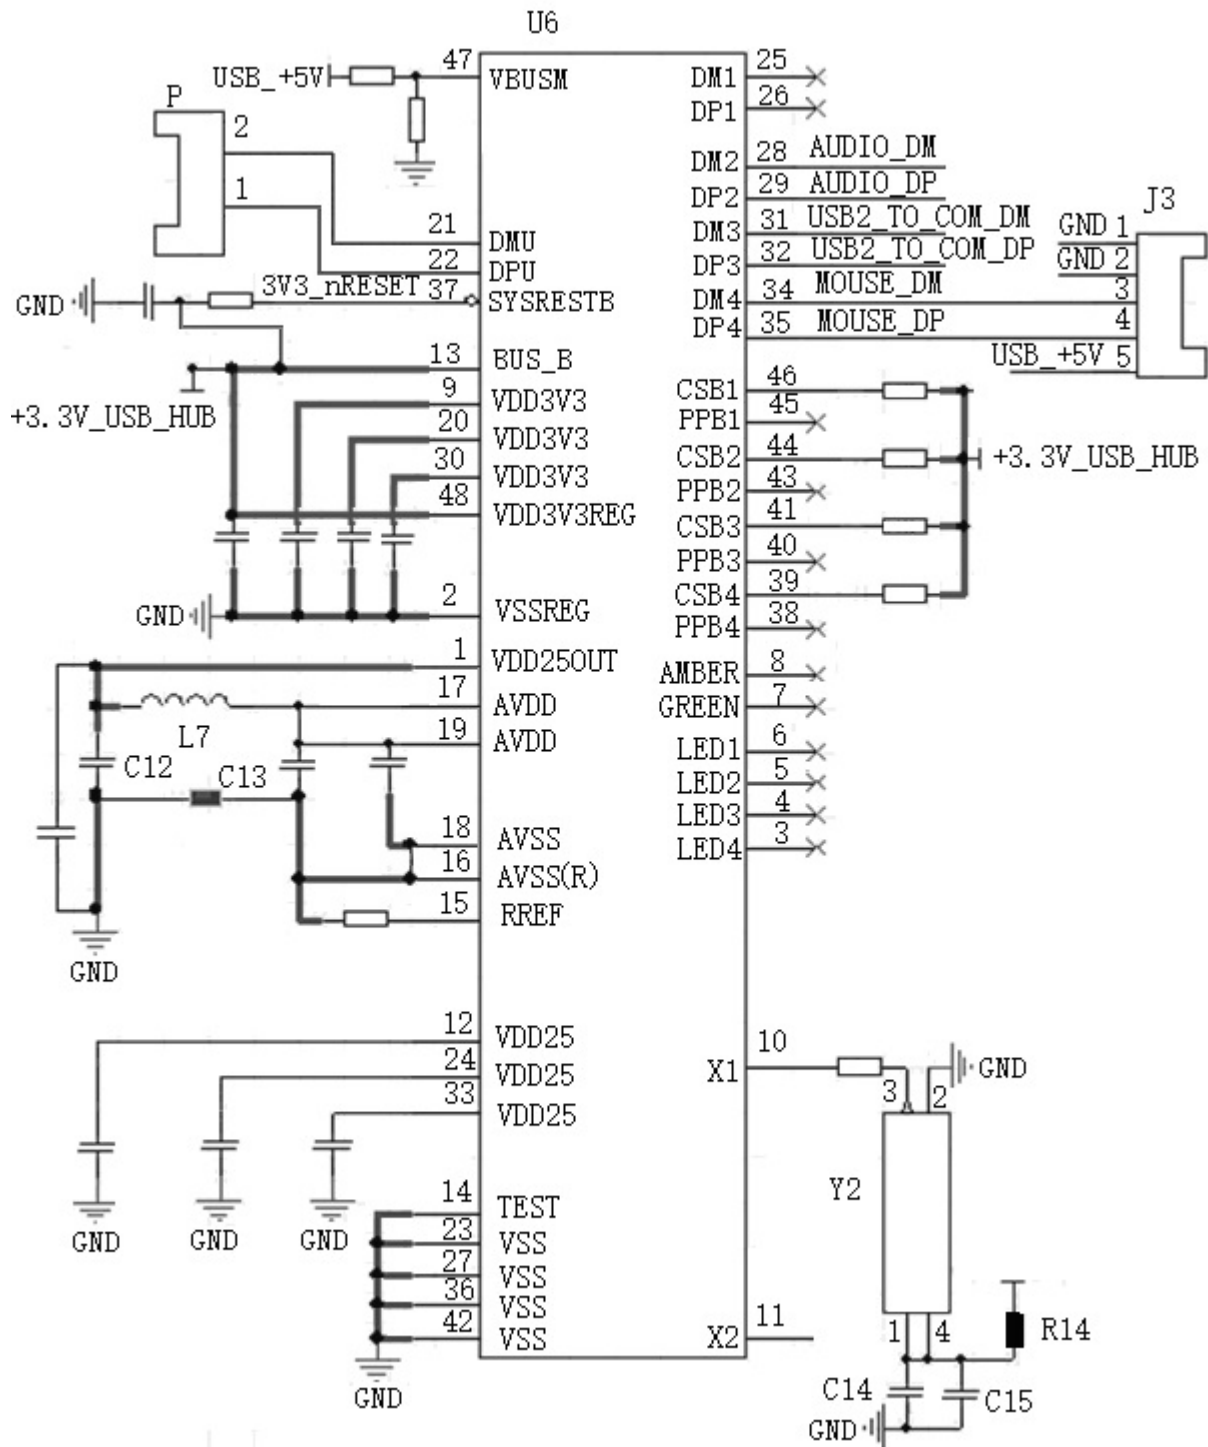 U6
USB_+5V 47 VBUSM
P
2
1
21 DMU
22 DPU
GND 3V3_nRESET 37 SYSRESTB
13 BUS_B
+3.3V_USB_HUB
9 VDD3V3
20 VDD3V3
30 VDD3V3
48 VDD3V3REG
GND 2 VSSREG
1 VDD25OUT
17 AVDD
L7
19 AVDD
C12 C13
18 AVSS
16 AVSS(R)
15 RREF
GND
12 VDD25
24 VDD25
33 VDD25
GND GND GND
14 TEST
23 VSS
27 VSS
36 VSS
42 VSS
GND
DM1 25
DP1 26
DM2 28 AUDIO_DM
DP2 29 AUDIO_DP
DM3 31 USB2_TO_COM_DM
DP3 32 USB2_TO_COM_DP
DM4 34 MOUSE_DM
DP4 35 MOUSE_DP
J3
GND 1
GND 2
3
4
USB_+5V 5
CSB1 46
PPB1 45
CSB2 44 +3.3V_USB_HUB
PPB2 43
CSB3 41
PPB3 40
CSB4 39
PPB4 38
AMBER 8
GREEN 7
LED1 6
LED2 5
LED3 4
LED4 3
X1 10
3 2 GND
Y2
X2 11
1 4 R14
C14 C15
GND